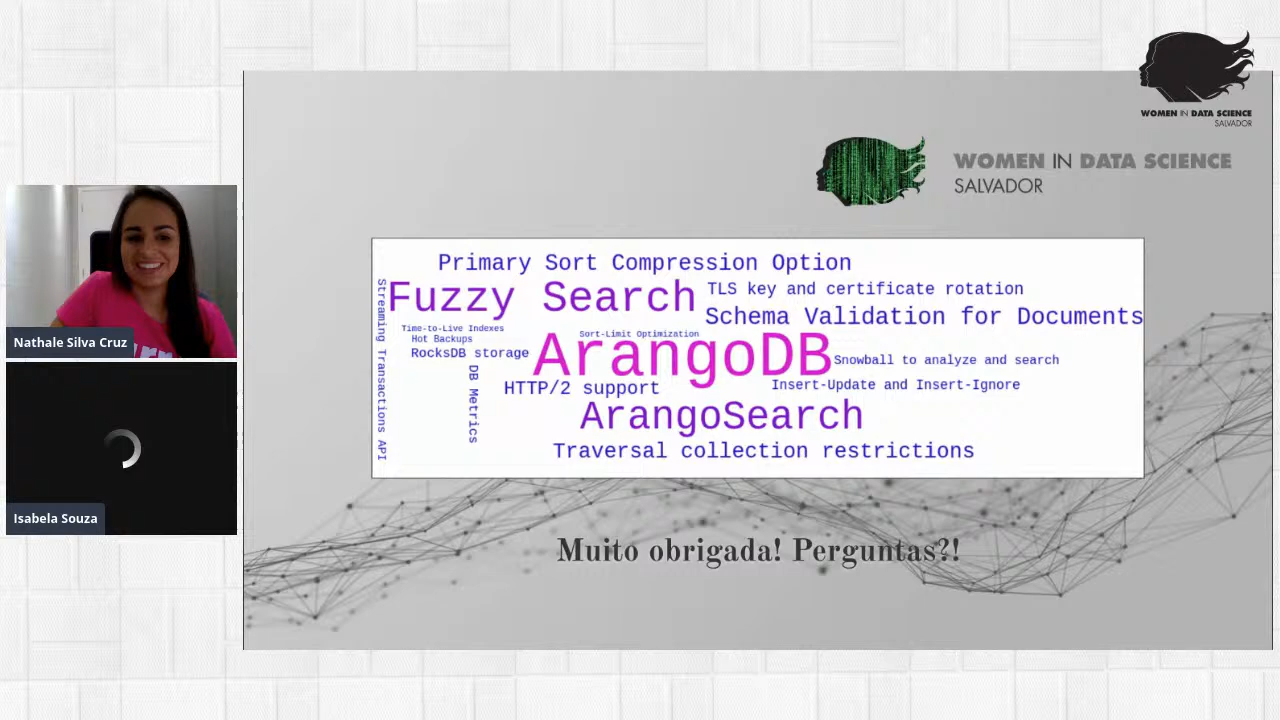 WOMEN IN DATA SCIENCE
SALVADOR
WOMEN IN DATA SCIENCE
SALVADOR
Primary Sort Compression Option
Streaming Transactions API
Fuzzy Search
TLS key and certificate rotation
Schema Validation for Documents
Time-to-Live Indexes
Sort-Limit Optimization
Hot Backups
RocksDB storage
ArangoDB
Snowball to analyze and search
DB Metrics
HTTP/2 support
Insert-Update and Insert-Ignore
ArangoSearch
Traversal collection restrictions
Muito obrigada! Perguntas?!
Nathale Silva Cruz
Isabela Souza